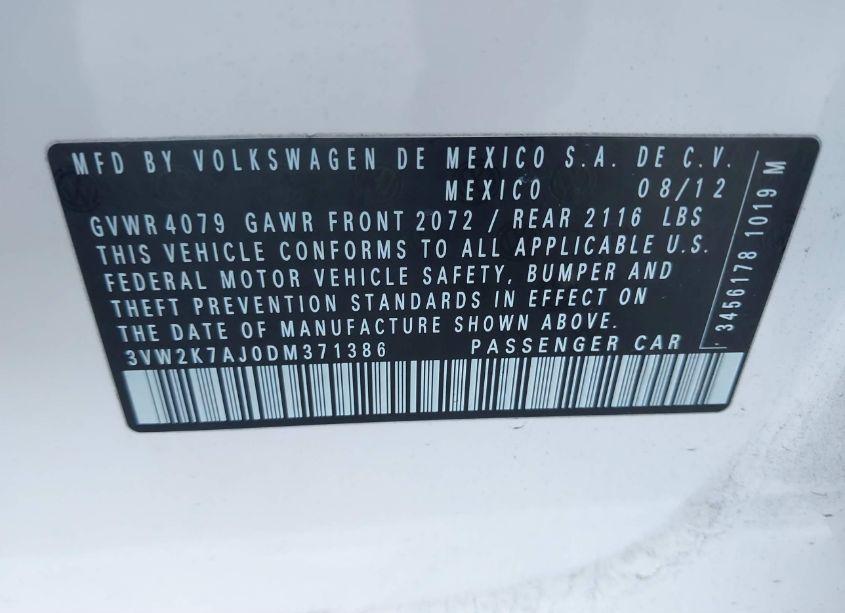 MFD BY VOLKSWAGEN DE MEXICO S.A. DE C.V.
MEXICO 08/12
GVWR 4079 GAWR FRONT 2072 / REAR 2116 LBS
THIS VEHICLE CONFORMS TO ALL APPLICABLE U.S.
FEDERAL MOTOR VEHICLE SAFETY, BUMPER AND
THEFT PREVENTION STANDARDS IN EFFECT ON
THE DATE OF MANUFACTURE SHOWN ABOVE.
3VW2K7AJ0DM371386 PASSENGER CAR
3456178 1019 M